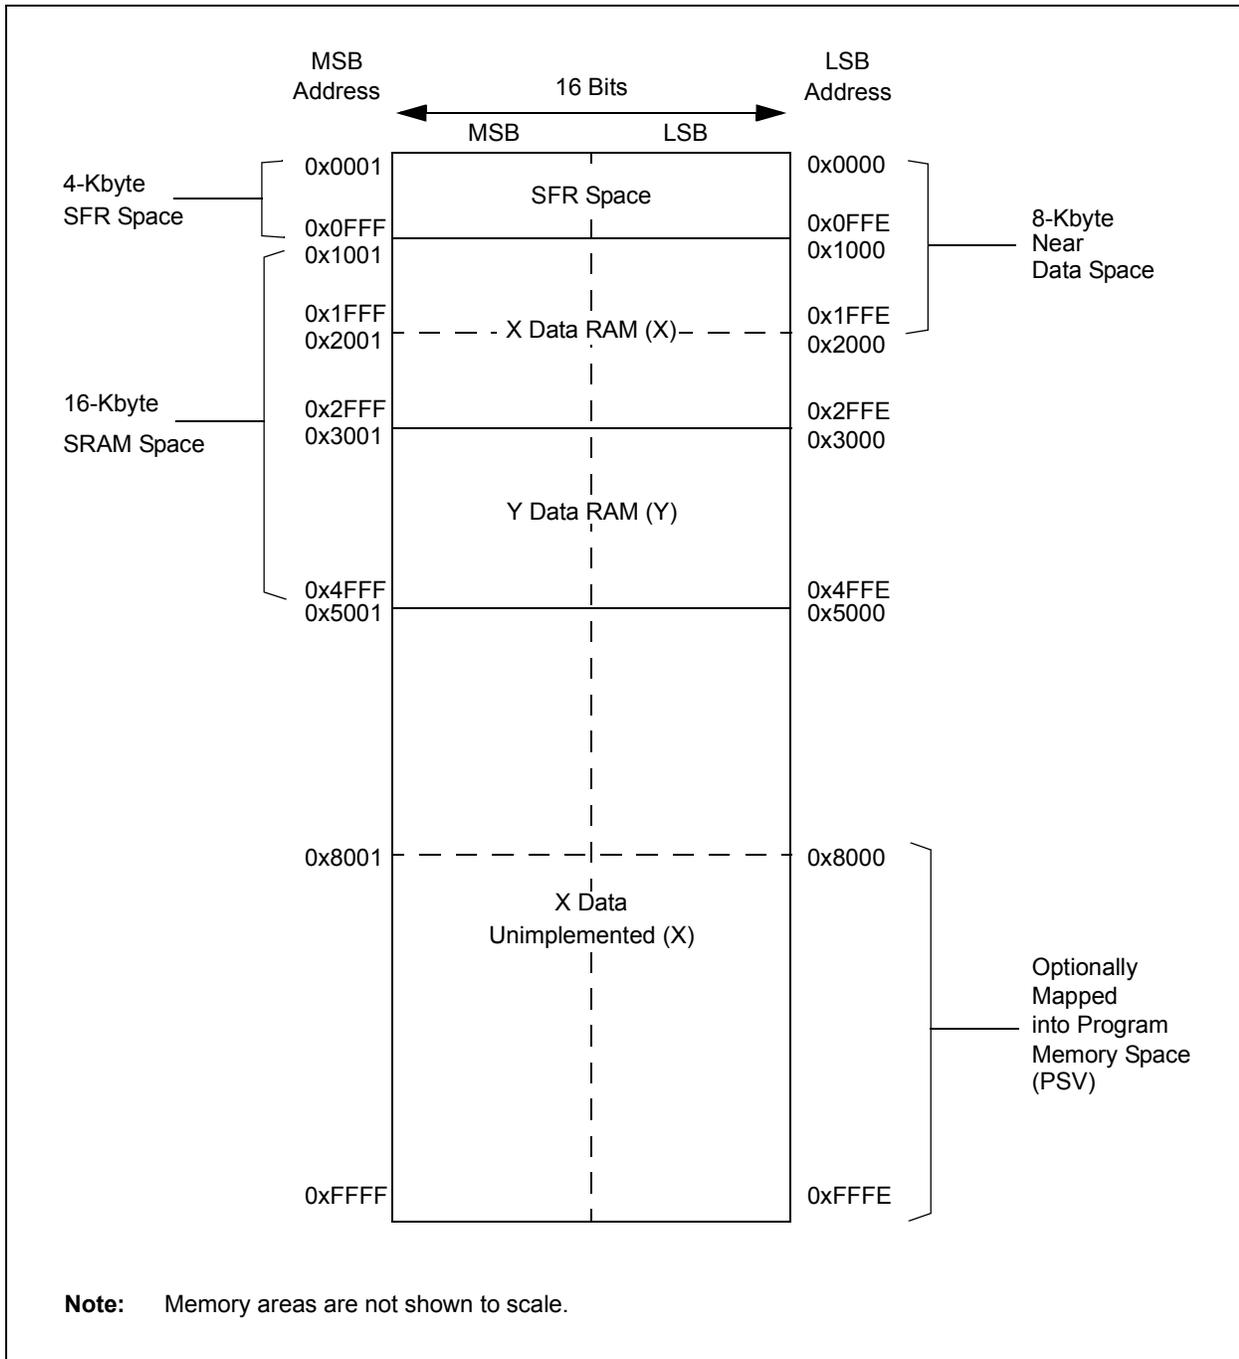 MSB
Address
16 Bits
LSB
Address
MSB
LSB
0x0001
0x0000
4-Kbyte
SFR Space
SFR Space
0x0FFF
0x0FFE
0x1001
0x1000
8-Kbyte
Near
Data Space
0x1FFF
0x1FFE
X Data RAM (X)
0x2001
0x2000
16-Kbyte
SRAM Space
0x2FFF
0x2FFE
0x3001
0x3000
Y Data RAM (Y)
0x4FFF
0x4FFE
0x5001
0x5000
0x8001
0x8000
X Data
Unimplemented (X)
Optionally
Mapped
into Program
Memory Space
(PSV)
0xFFFF
0xFFFE
Note: Memory areas are not shown to scale.